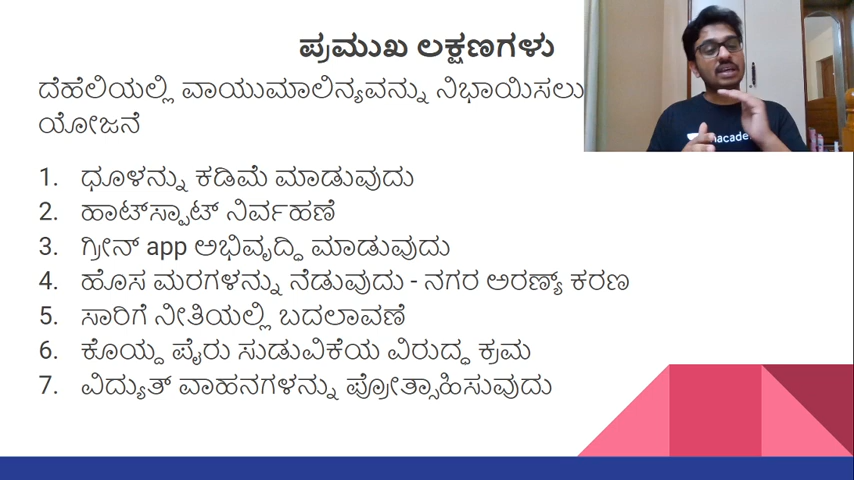 ಪ್ರಮುಖ ಲಕ್ಷಣಗಳು
ದೆಹಲಿಯಲ್ಲಿ ವಾಯುಮಾಲಿನ್ಯವನ್ನು ನಿಭಾಯಿಸಲು
ಯೋಜನೆ
1. ಧೂಳನ್ನು ಕಡಿಮೆ ಮಾಡುವುದು
2. ಹಾಟ್‌ಸ್ಪಾಟ್ ನಿರ್ವಹಣೆ
3. ಗ್ರೀನ್ app ಅಭಿವೃದ್ಧಿ ಮಾಡುವುದು
4. ಹೊಸ ಮರಗಳನ್ನು ನೆಡುವುದು - ನಗರ ಅರಣ್ಯ್ ಕರಣ
5. ಸಾರಿಗೆ ನೀತಿಯಲ್ಲಿ ಬದಲಾವಣೆ
6. ಕೊಯ್ದ ಪೈರು ಸುಡುವಿಕೆಯ ವಿರುದ್ಧ ಕ್ರಮ
7. ವಿದ್ಯುತ್ ವಾಹನಗಳನ್ನು ಪ್ರೋತ್ಸಾಹಿಸುವುದು